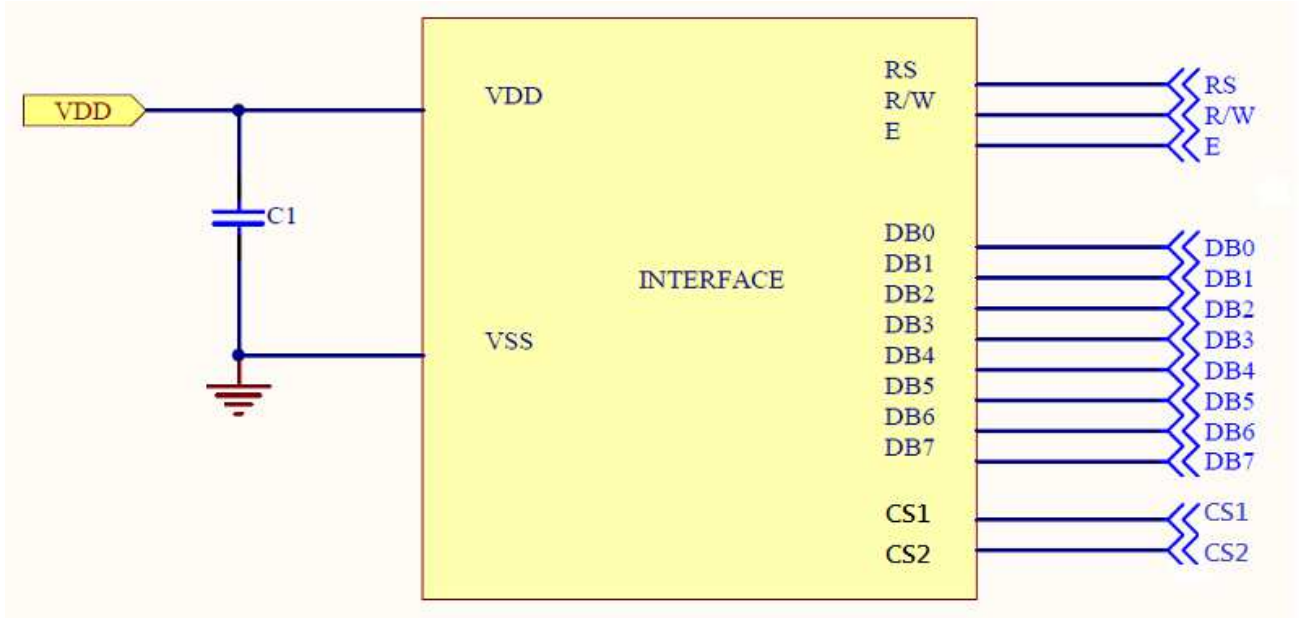 VDD
C1
VDD
VSS
INTERFACE
RS
R/W
E
DB0
DB1
DB2
DB3
DB4
DB5
DB6
DB7
CS1
CS2
RS
R/W
E
DB0
DB1
DB2
DB3
DB4
DB5
DB6
DB7
CS1
CS2